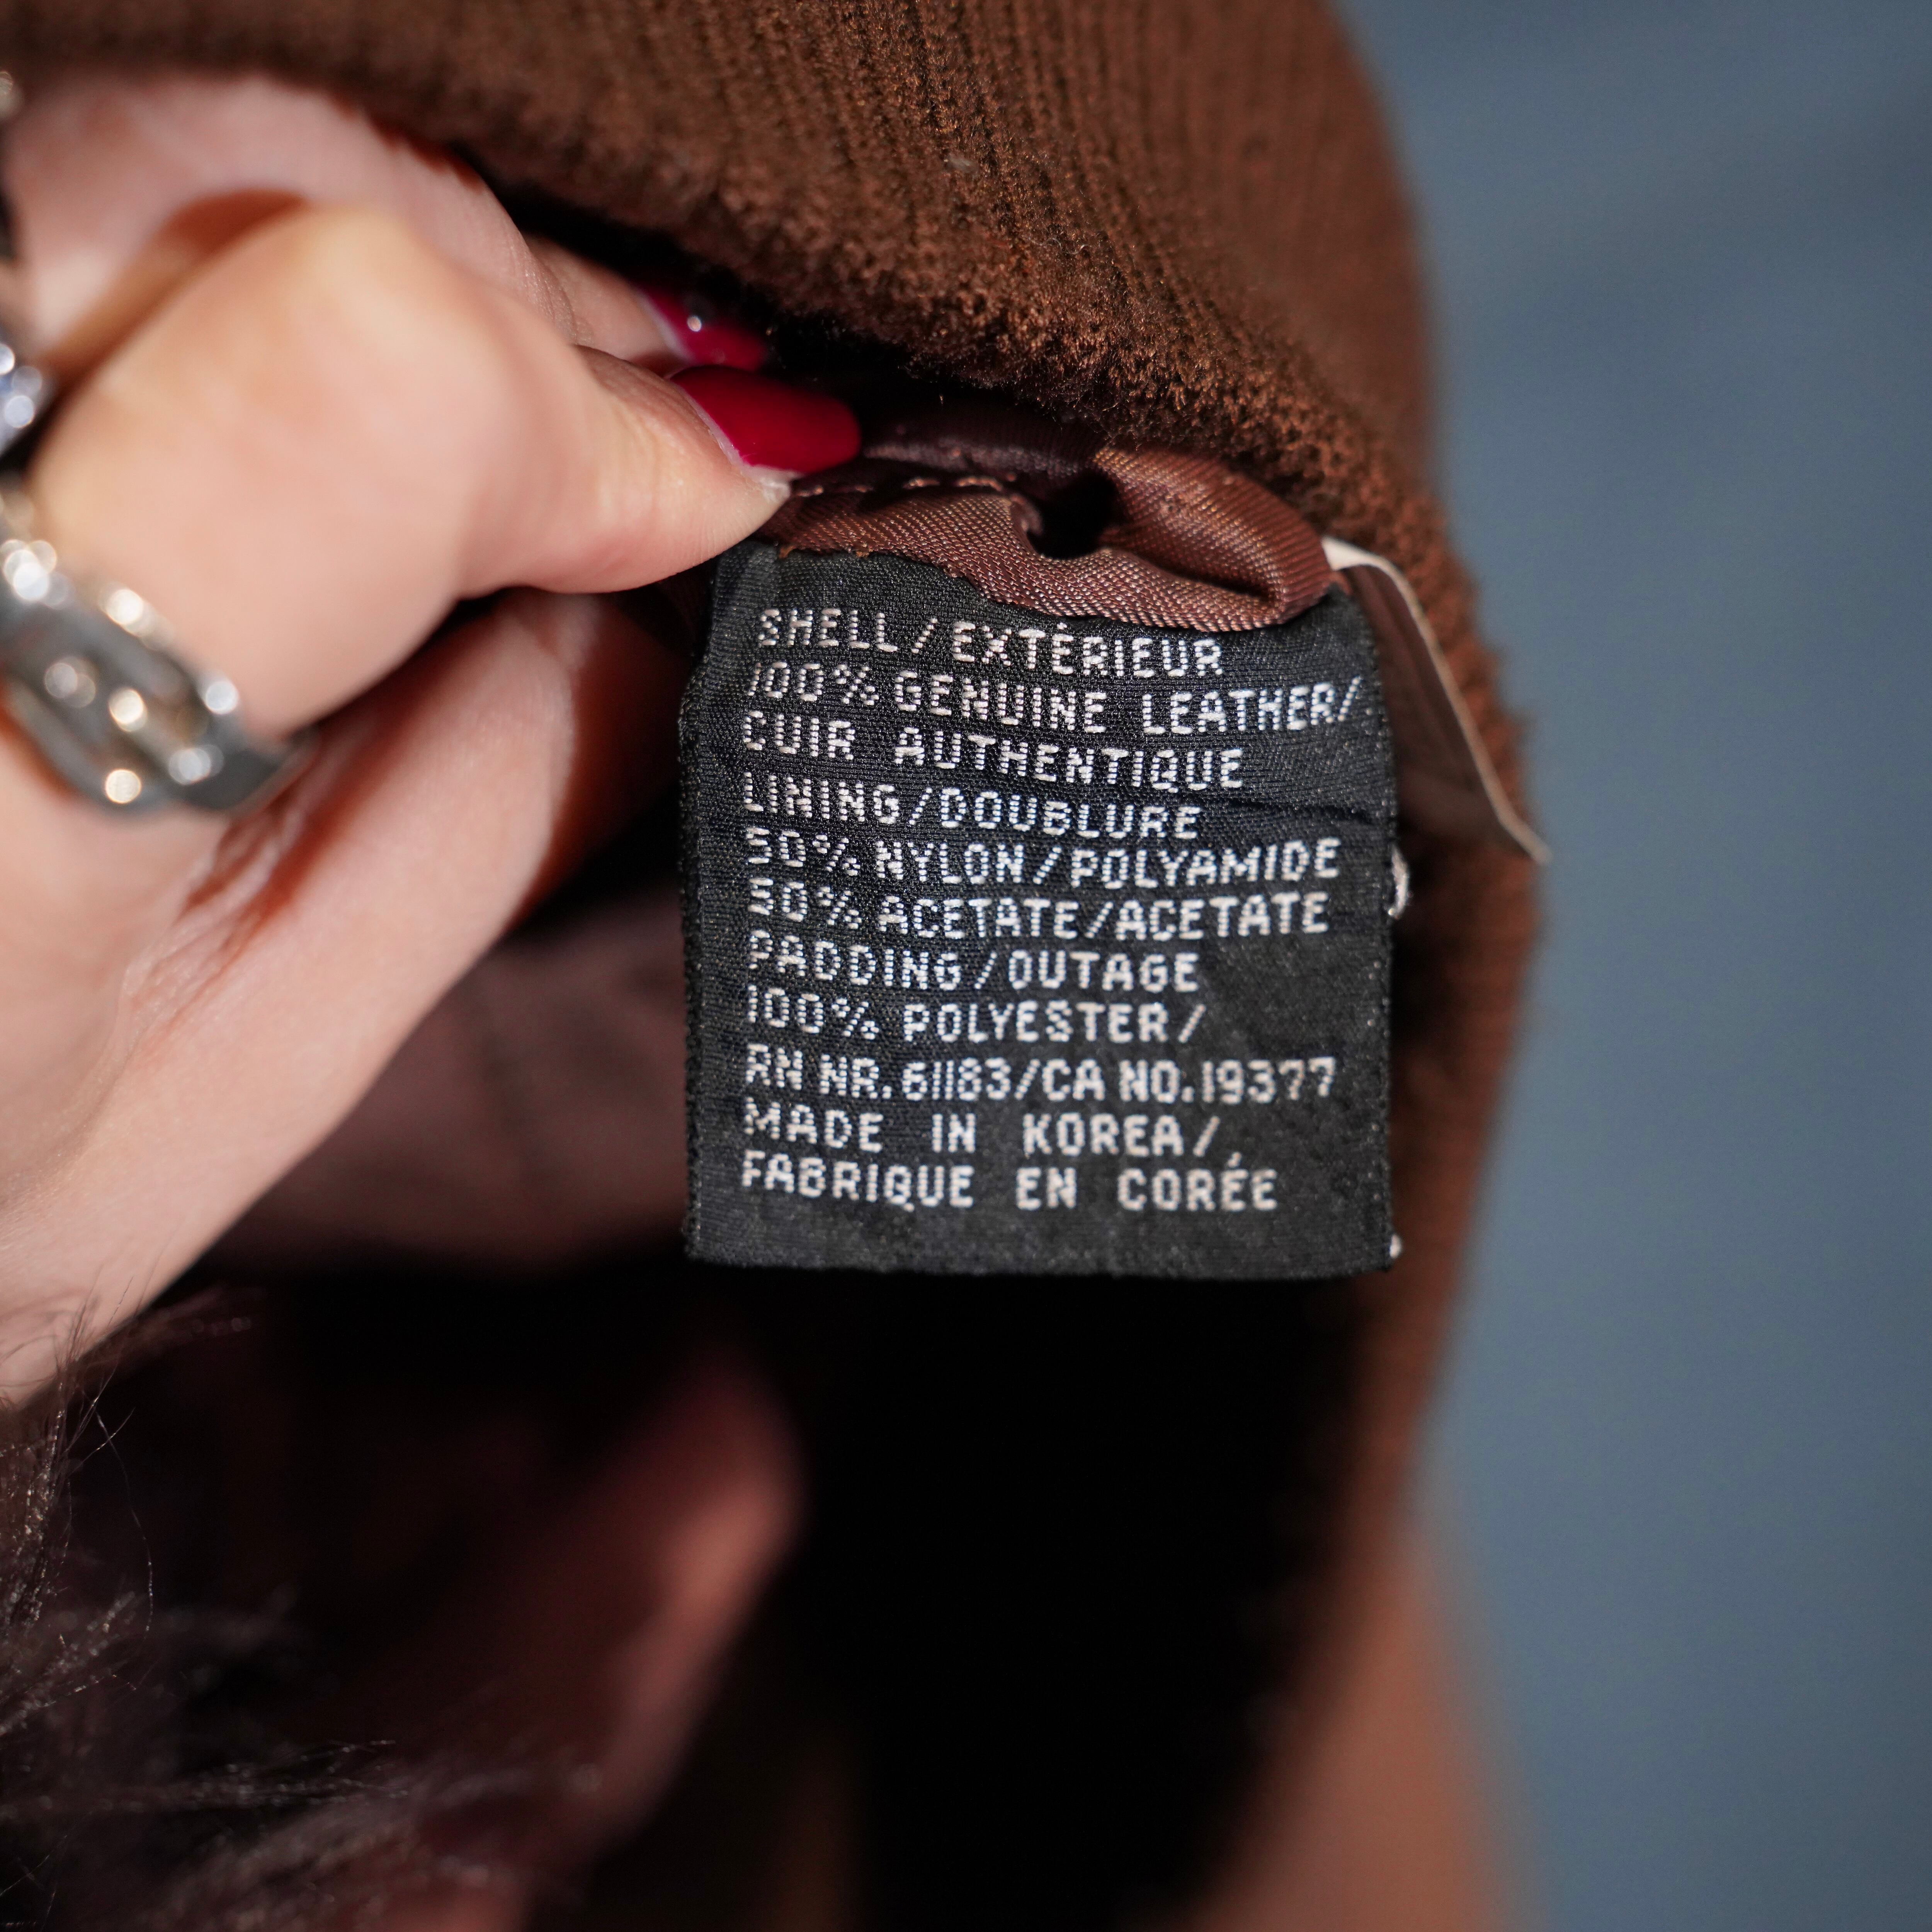 SHELL/EXTÉRIEUR
100% GENUINE LEATHER/
CUIR AUTHENTIQUE
LINING/DOUBLURE
50% NYLON/POLYAMIDE
50% ACETATE/ACETATE
PADDING/OUTAGE
100% POLYESTER/
RN NR. 61183/CA NO. 19377
MADE IN KOREA/
FABRIQUE EN CORÉE